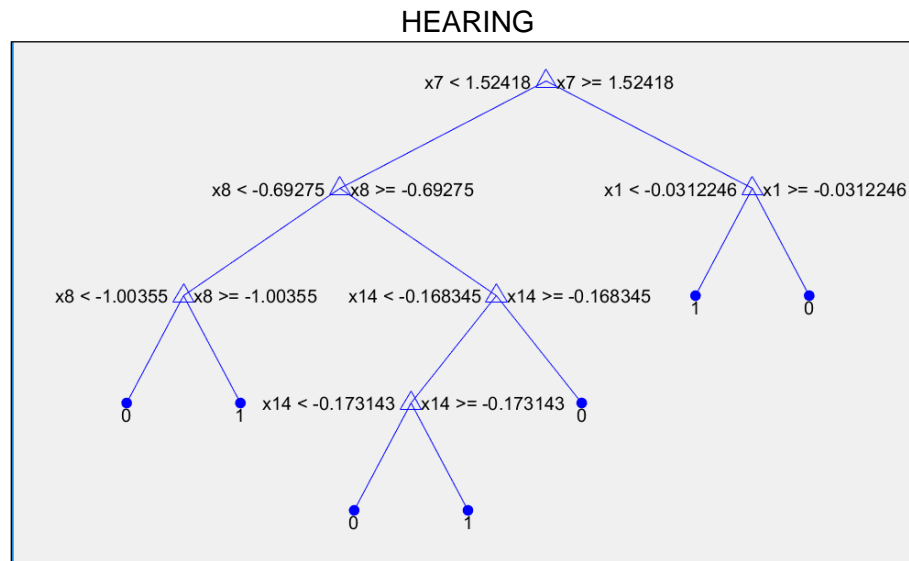 HEARING
x7 < 1.52418 x7 >= 1.52418
x8 < -0.69275 x8 >= -0.69275 x1 < -0.0312246 x1 >= -0.0312246
x8 < -1.00355 x8 >= -1.00355 x14 < -0.168345 x14 >= -0.168345 1 0
0 1 x14 < -0.173143 x14 >= -0.173143 0
0 1